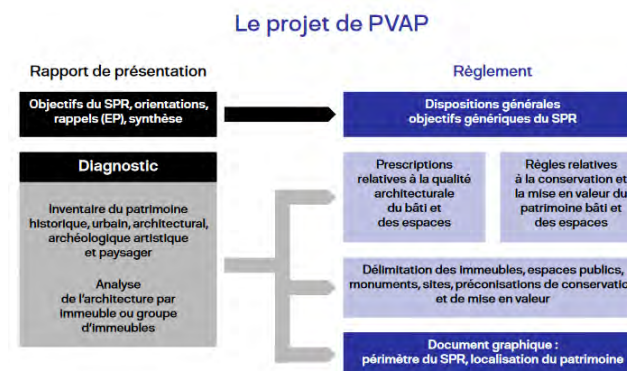 Le projet de PVAP
Rapport de présentation
Objectifs du SPR, orientations,
rappels (EP), synthèse
Diagnostic
Inventaire du patrimoine
historique, urbain, architectural,
archéologique artistique
et paysager
Analyse
de l'architecture par
immeuble ou groupe
d'immeubles
Règlement
Dispositions générales
objectifs génériques du SPR
Prescriptions
relatives à la qualité
architecturale
du bâti et
des espaces
Règles relatives
à la conservation et
la mise en valeur du
patrimoine bâti et
des espaces
Délimitation des immeubles, espaces publics,
monuments, sites, préconisations de conservatio
et de mise en valeur
Document graphique :
périmètre du SPR, localisation du patrimoine